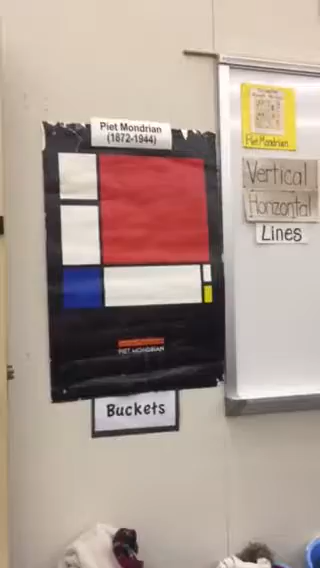 Piet Mondrian
(1872-1944)
PIET MONDRIAN
Buckets
Piet Mondrian
Vertical
Horizontal
Lines